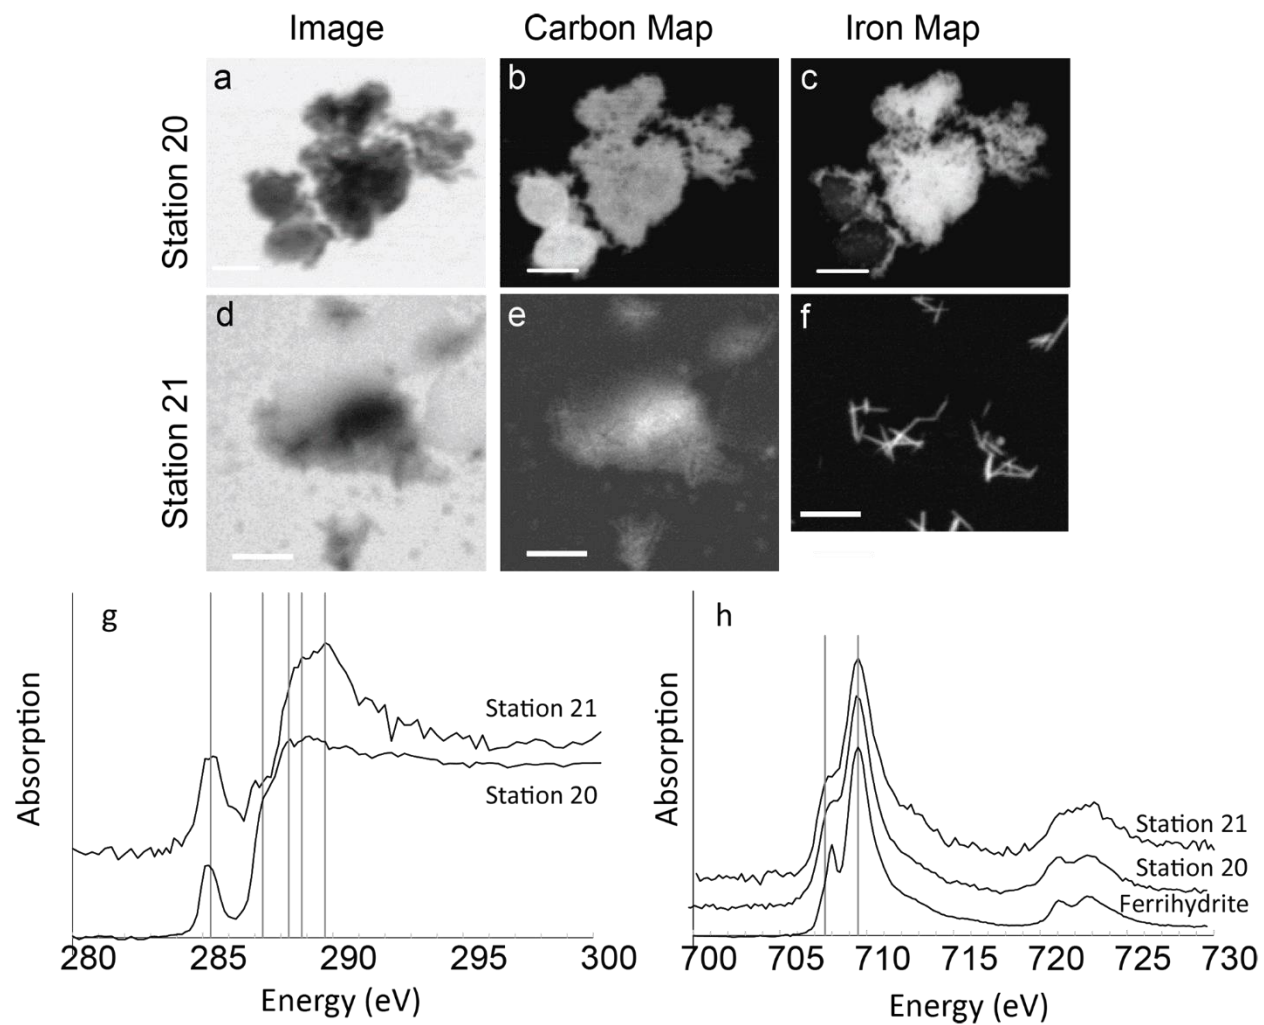 Image Carbon Map Iron Map
Station 20
a b c
Station 21
d e f
g
Absorption
Station 21
Station 20
280 285 290 295 300
Energy (eV)
h
Absorption
Station 21
Station 20
Ferrihydrite
700 705 710 715 720 725 730
Energy (eV)